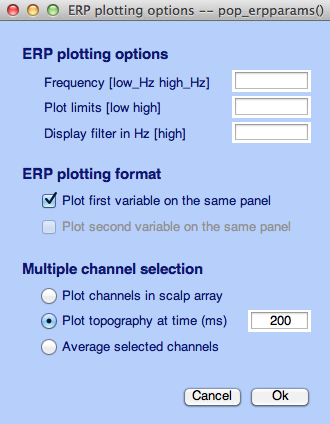 ERP plotting options -- pop_erpparams()
ERP plotting options
Frequency [low_Hz high_Hz]
Plot limits [low high]
Display filter in Hz [high]
ERP plotting format
Plot first variable on the same panel
Plot second variable on the same panel
Multiple channel selection
Plot channels in scalp array
Plot topography at time (ms) 200
Average selected channels
Cancel Ok